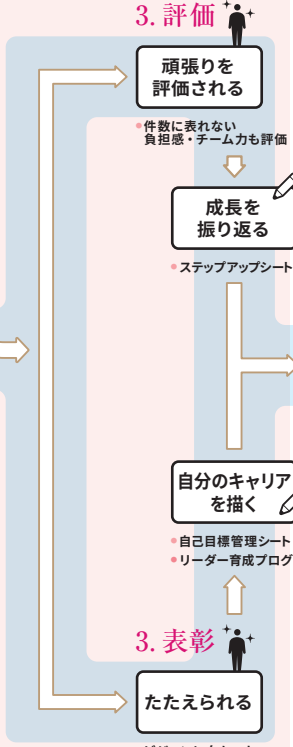 3. 評価
頑張りを
評価される
●件数に表れない
負担感・チーム力も評価
成長を
振り返る
●ステップアップシート
自分のキャリア
を描く
●自己目標管理シート
●リーダー育成プログ
3. 表彰
たたえられる